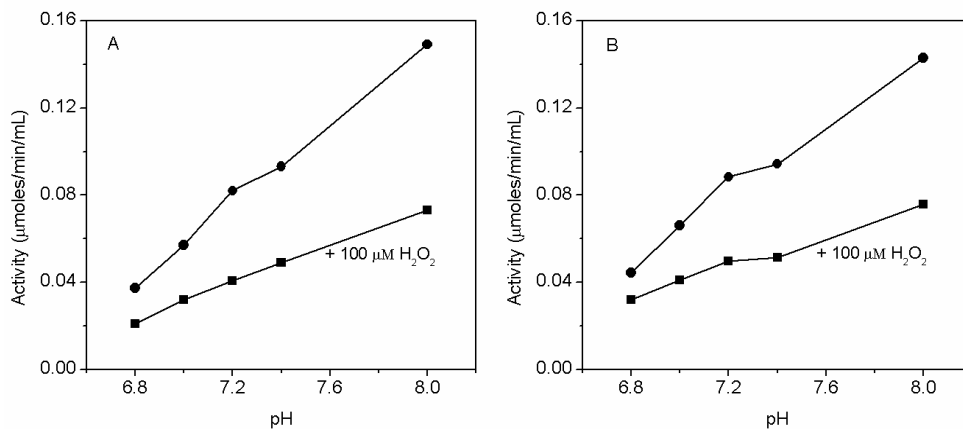 A
Activity (μmoles/min/mL)
0.16
0.12
0.08
0.04
0.00
+ 100 μM H₂O₂
6.8 7.2 7.6 8.0
pH
B
Activity (μmoles/min/mL)
0.16
0.12
0.08
0.04
0.00
+ 100 μM H₂O₂
6.8 7.2 7.6 8.0
pH